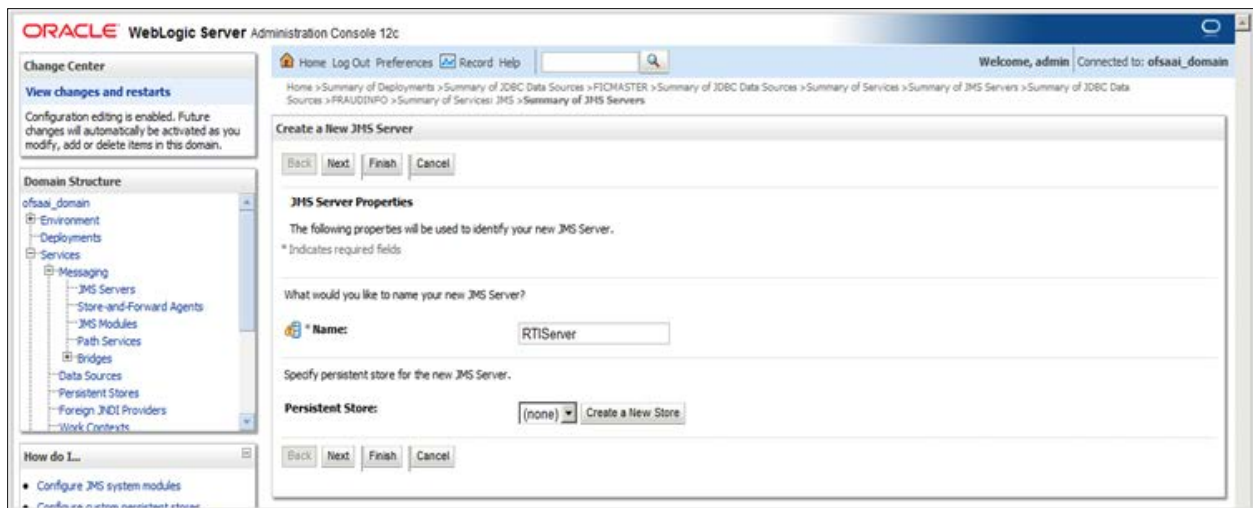 ORACLE WebLogic Server Administration Console 12c
Change Center
View changes and restarts
Configuration editing is enabled. Future
changes will automatically be activated as you
modify, add or delete items in this domain.
Domain Structure
ofsaai_domain
Environment
Deployments
Services
Messaging
JMS Servers
Store-and-Forward Agents
JMS Modules
Path Services
Bridges
Data Sources
Persistent Stores
Foreign JNDI Providers
Work Contexts
How do I...
Configure JMS system modules
Configure custom persistent stores
Home Log Out Preferences Record Help
Welcome, admin Connected to: ofsaai_domain
Home >Summary of Deployments >Summary of JDBC Data Sources >FICMASTER >Summary of JDBC Data Sources >Summary of Services >Summary of JMS Servers >Summary of JDBC Data
Sources >FRAUDINFO >Summary of Services: JMS >Summary of JMS Servers
Create a New JMS Server
Back Next Finish Cancel
JMS Server Properties
The following properties will be used to identify your new JMS Server.
* Indicates required fields
What would you like to name your new JMS Server?
* Name: RTIServer
Specify persistent store for the new JMS Server.
Persistent Store: (none) Create a New Store
Back Next Finish Cancel